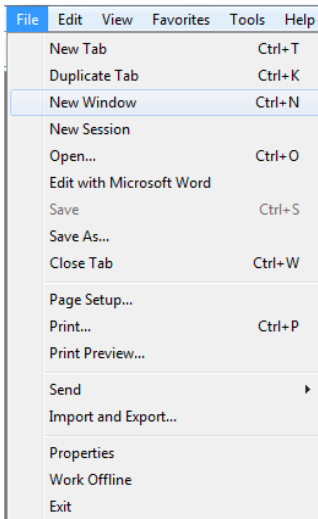 File Edit View Favorites Tools Help
New Tab Ctrl+T
Duplicate Tab Ctrl+K
New Window Ctrl+N
New Session
Open... Ctrl+O
Edit with Microsoft Word
Save Ctrl+S
Save As...
Close Tab Ctrl+W
Page Setup...
Print... Ctrl+P
Print Preview...
Send
Import and Export...
Properties
Work Offline
Exit